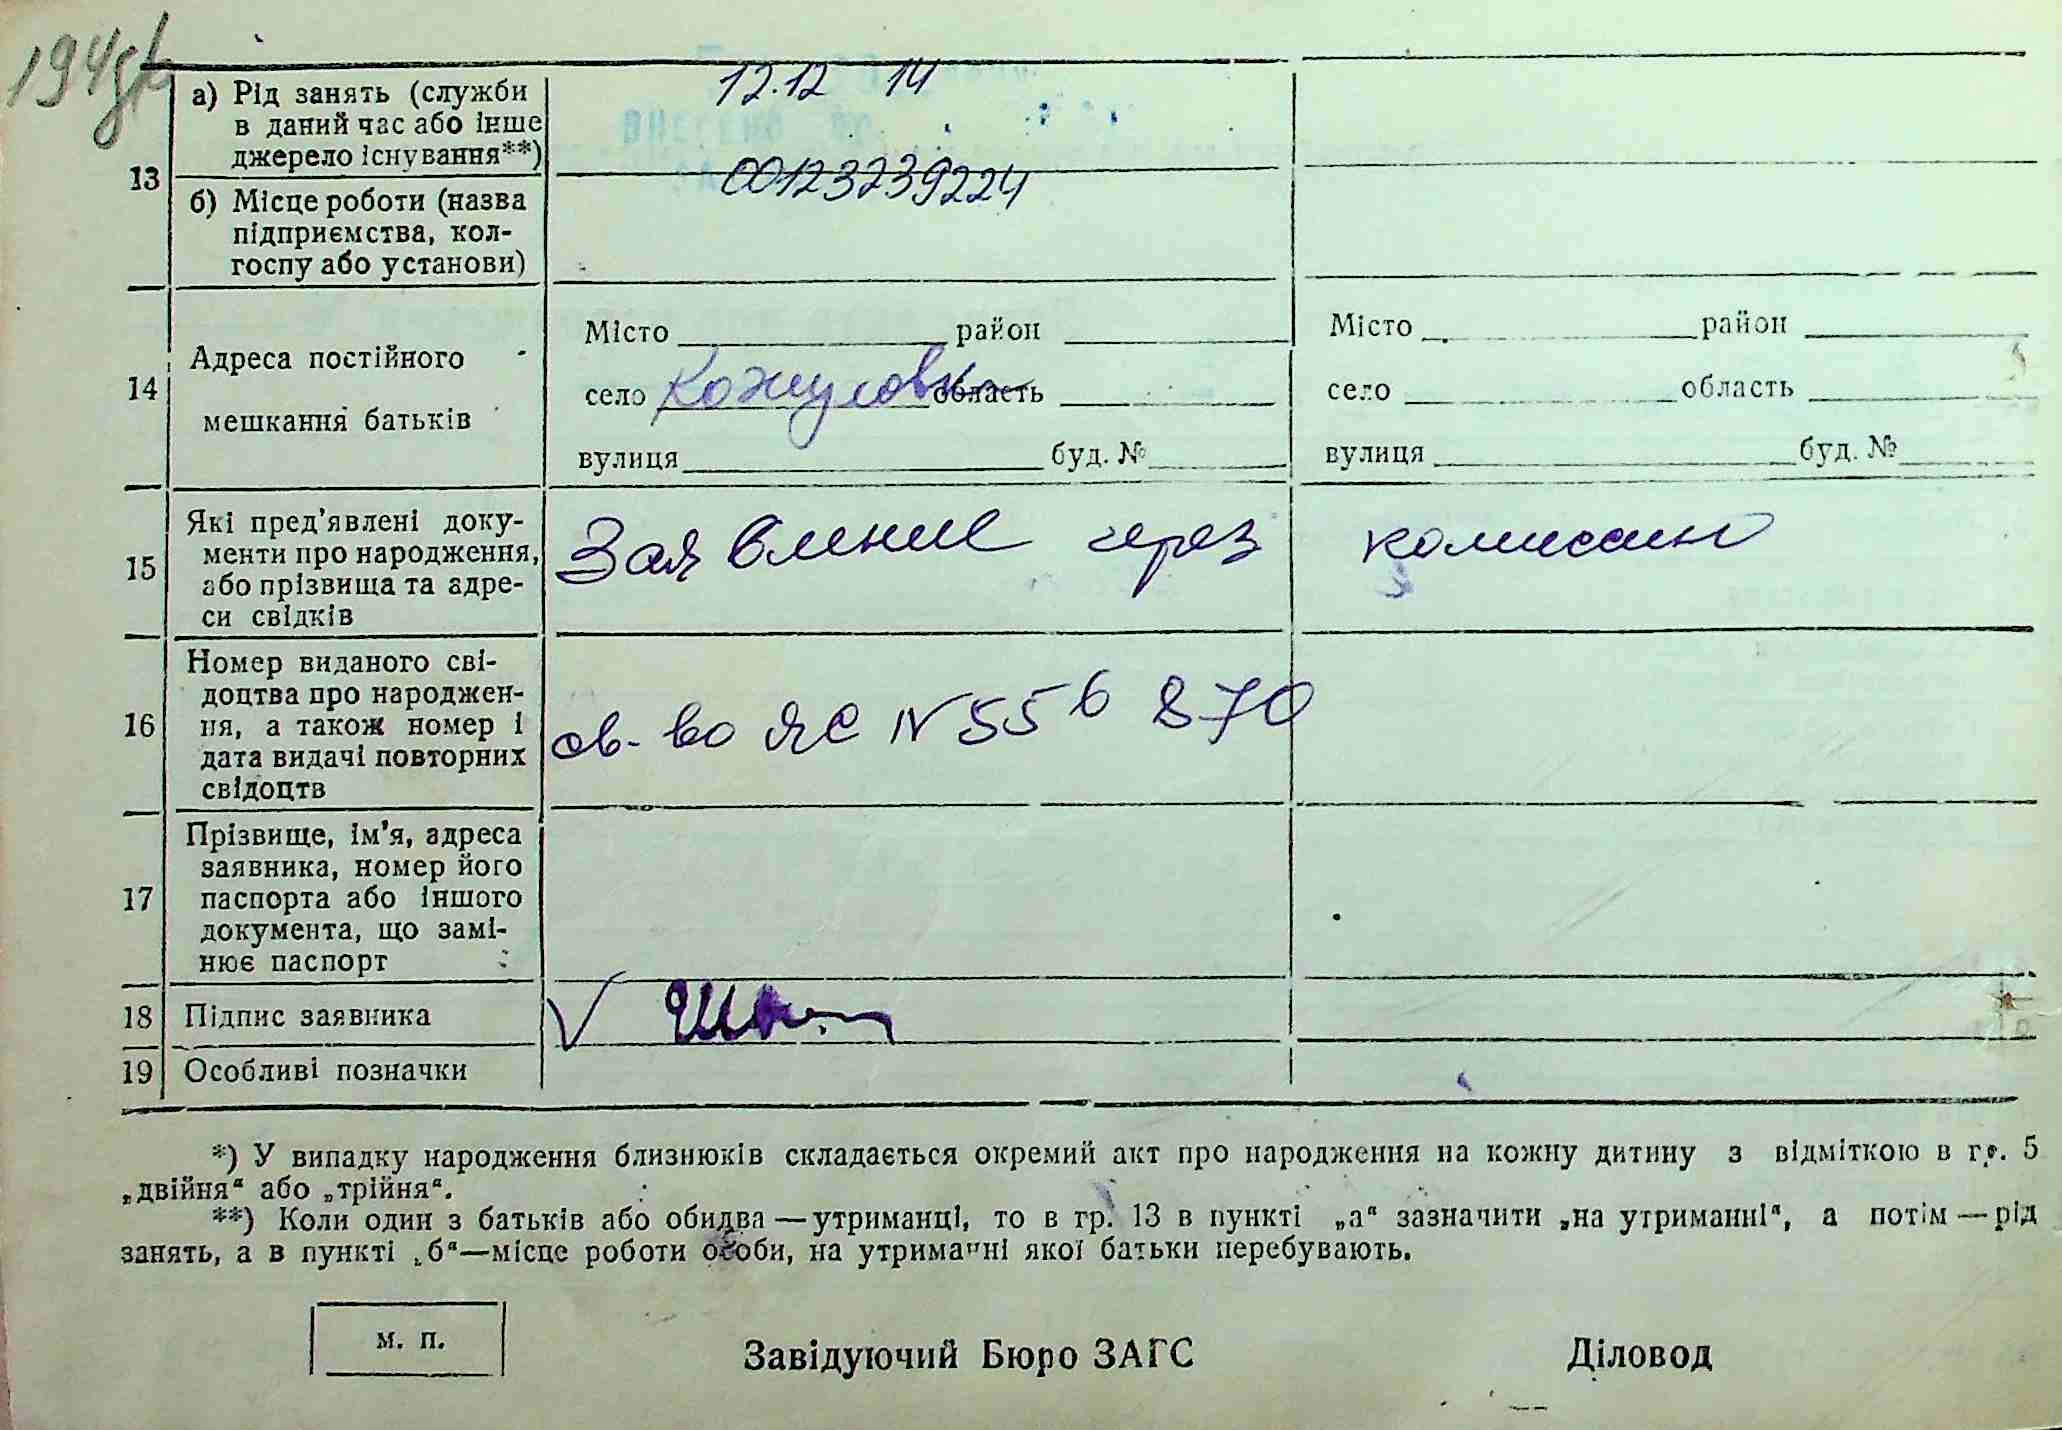 13
а) Рід занять (служби
в даний час або інше
джерело існування**)
12.12 14
ВНЕСЕНО
00123239224
б) Місце роботи (назва
підприємства, кол-
госпу або установи)
14
Адреса постійного
мешкання батьків
Місто район
село Кожуховка область
вулиця буд. №
Місто район
село область
вулиця буд. №
15
Які пред'явлені доку-
менти про народження,
або прізвища та адре-
си свідків
Заявление через комиссию
16
Номер виданого сві-
доцтва про народжен-
ня, а також номер і
дата видачі повторних
свідоцтв
св-во ЯС N 556 870
17
Прізвище, ім'я, адреса
заявника, номер його
паспорта або іншого
документа, що замі-
нює паспорт
18
Підпис заявника
19
Особливі позначки
*) У випадку народження близнюків складається окремий акт про народження на кожну дитину з відміткою в гр. 5
„двійня“ або „трійня“.
**) Коли один з батьків або обидва — утриманці, то в гр. 13 в пункті „а“ зазначити „на утриманні“, а потім — рід
занять, а в пункті „б“—місце роботи особи, на утриманні якої батьки перебувають.
м. п.
Завідуючий Бюро ЗАГС
Діловод